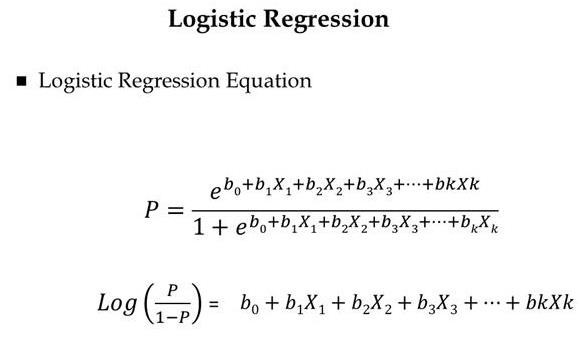 Logistic Regression
▪ Logistic Regression Equation
P = e^{b₀+b₁X₁+b₂X₂+b₃X₃+⋯+bkXk} / 1 + e^{b₀+b₁X₁+b₂X₂+b₃X₃+⋯+bₖXₖ}
Log (P / 1−P) = b₀ + b₁X₁ + b₂X₂ + b₃X₃ + ⋯ + bkXk